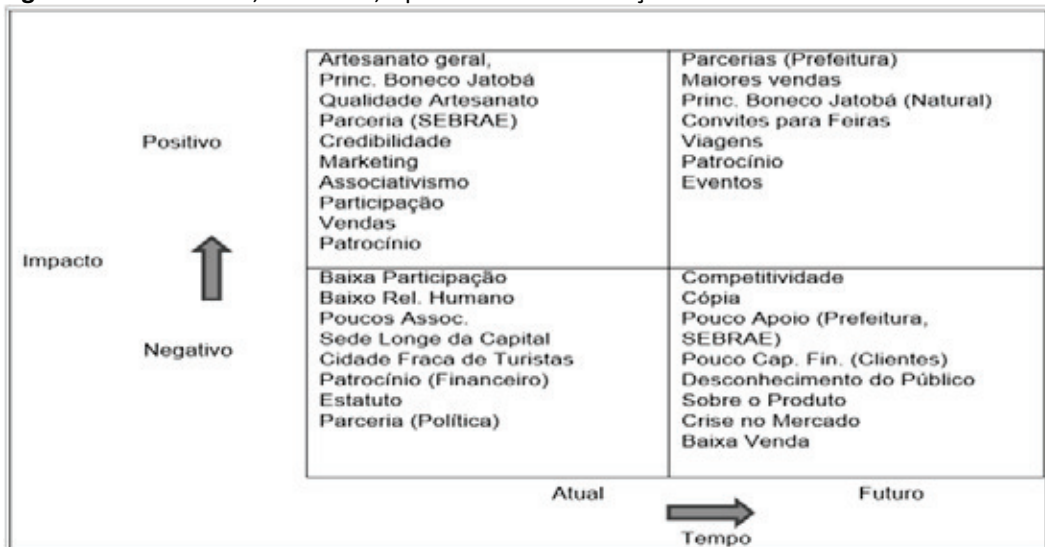 Artesanato geral,
Princ. Boneco Jatobá
Qualidade Artesanato
Parceria (SEBRAE)
Credibilidade
Marketing
Associativismo
Participação
Vendas
Patrocínio
Parcerias (Prefeitura)
Maiores vendas
Princ. Boneco Jatobá (Natural)
Convites para Feiras
Viagens
Patrocínio
Eventos
Positivo
Impacto
Negativo
Baixa Participação
Baixo Rel. Humano
Poucos Assoc.
Sede Longe da Capital
Cidade Fraca de Turistas
Patrocínio (Financeiro)
Estatuto
Parceria (Política)
Competitividade
Cópia
Pouco Apoio (Prefeitura,
SEBRAE)
Pouco Cap. Fin. (Clientes)
Desconhecimento do Público
Sobre o Produto
Crise no Mercado
Baixa Venda
Atual
Futuro
Tempo